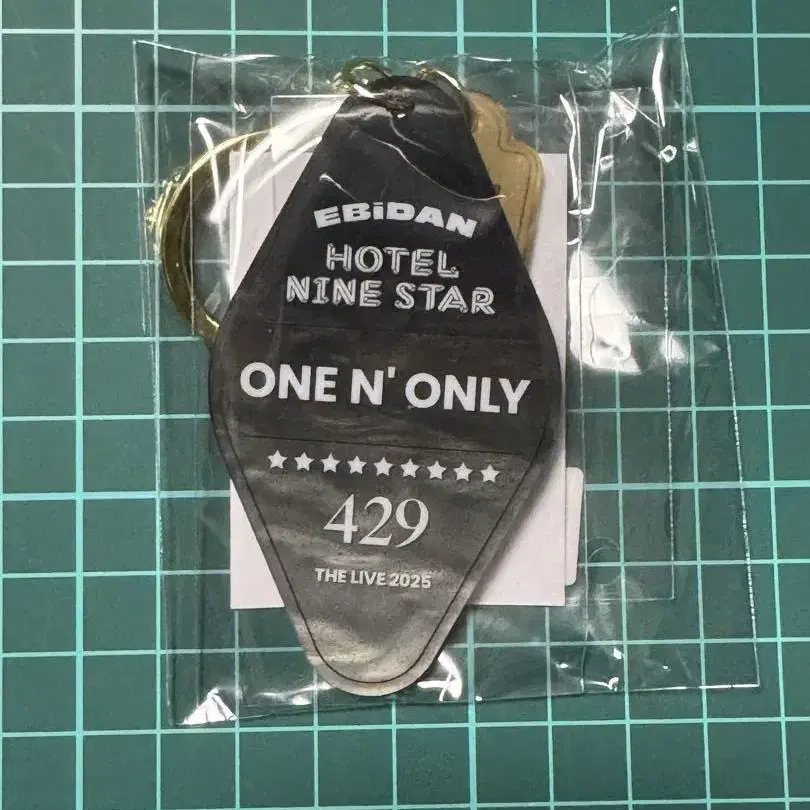 EBiDAN
HOTEL
NINE STAR
ONE N' ONLY
★★★★★★★★★
429
THE LIVE 2025